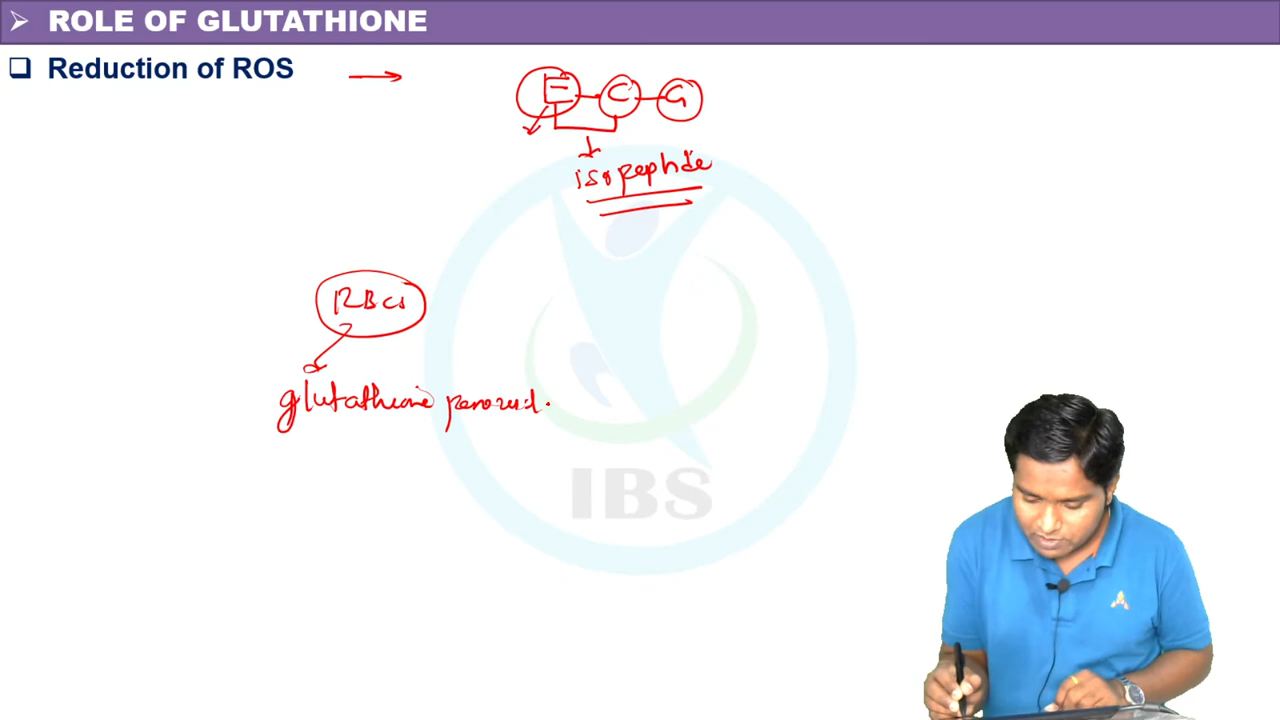 ROLE OF GLUTATHIONE
Reduction of ROS
E C G
isopeptide
RBCs
glutathione peroxid.
IBS